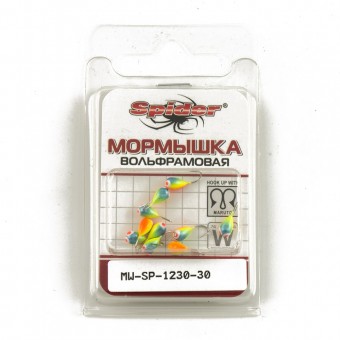 Spider®
МОРМЫШКА
ВОЛЬФРАМОВАЯ
HOOK UP WITH
MARUTO
W
MW-SP-1230-30